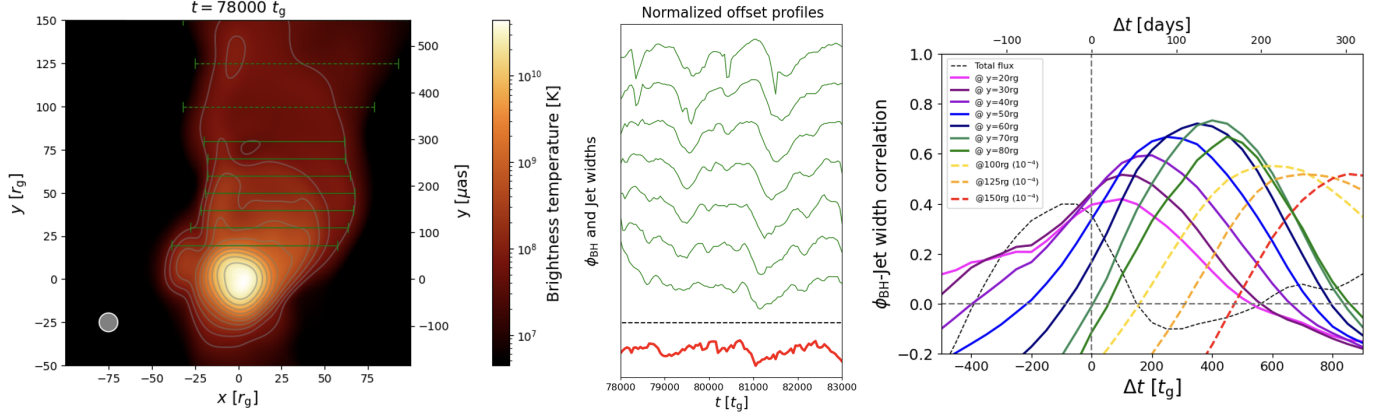 t = 78000 t_g
150
125
100
75
50
25
0
−25
−50
y [r_g]
−75
−50
−25
0
25
50
75
x [r_g]
500
400
300
200
100
0
−100
y [μas]
10^10
10^9
10^8
10^7
Brightness temperature [K]
Normalized offset profiles
ϕ_BH and Jet widths
78000
79000
80000
81000
82000
83000
t [t_g]
Δt [days]
−100
0
100
200
300
1.0
0.8
0.6
0.4
0.2
0.0
−0.2
ϕ_BH-Jet width correlation
Total flux
@ y=20rg
@ y=30rg
@ y=40rg
@ y=50rg
@ y=60rg
@ y=70rg
@ y=80rg
@100rg (10^−4)
@125rg (10^−4)
@150rg (10^−4)
−400
−200
0
200
400
600
800
Δt [t_g]